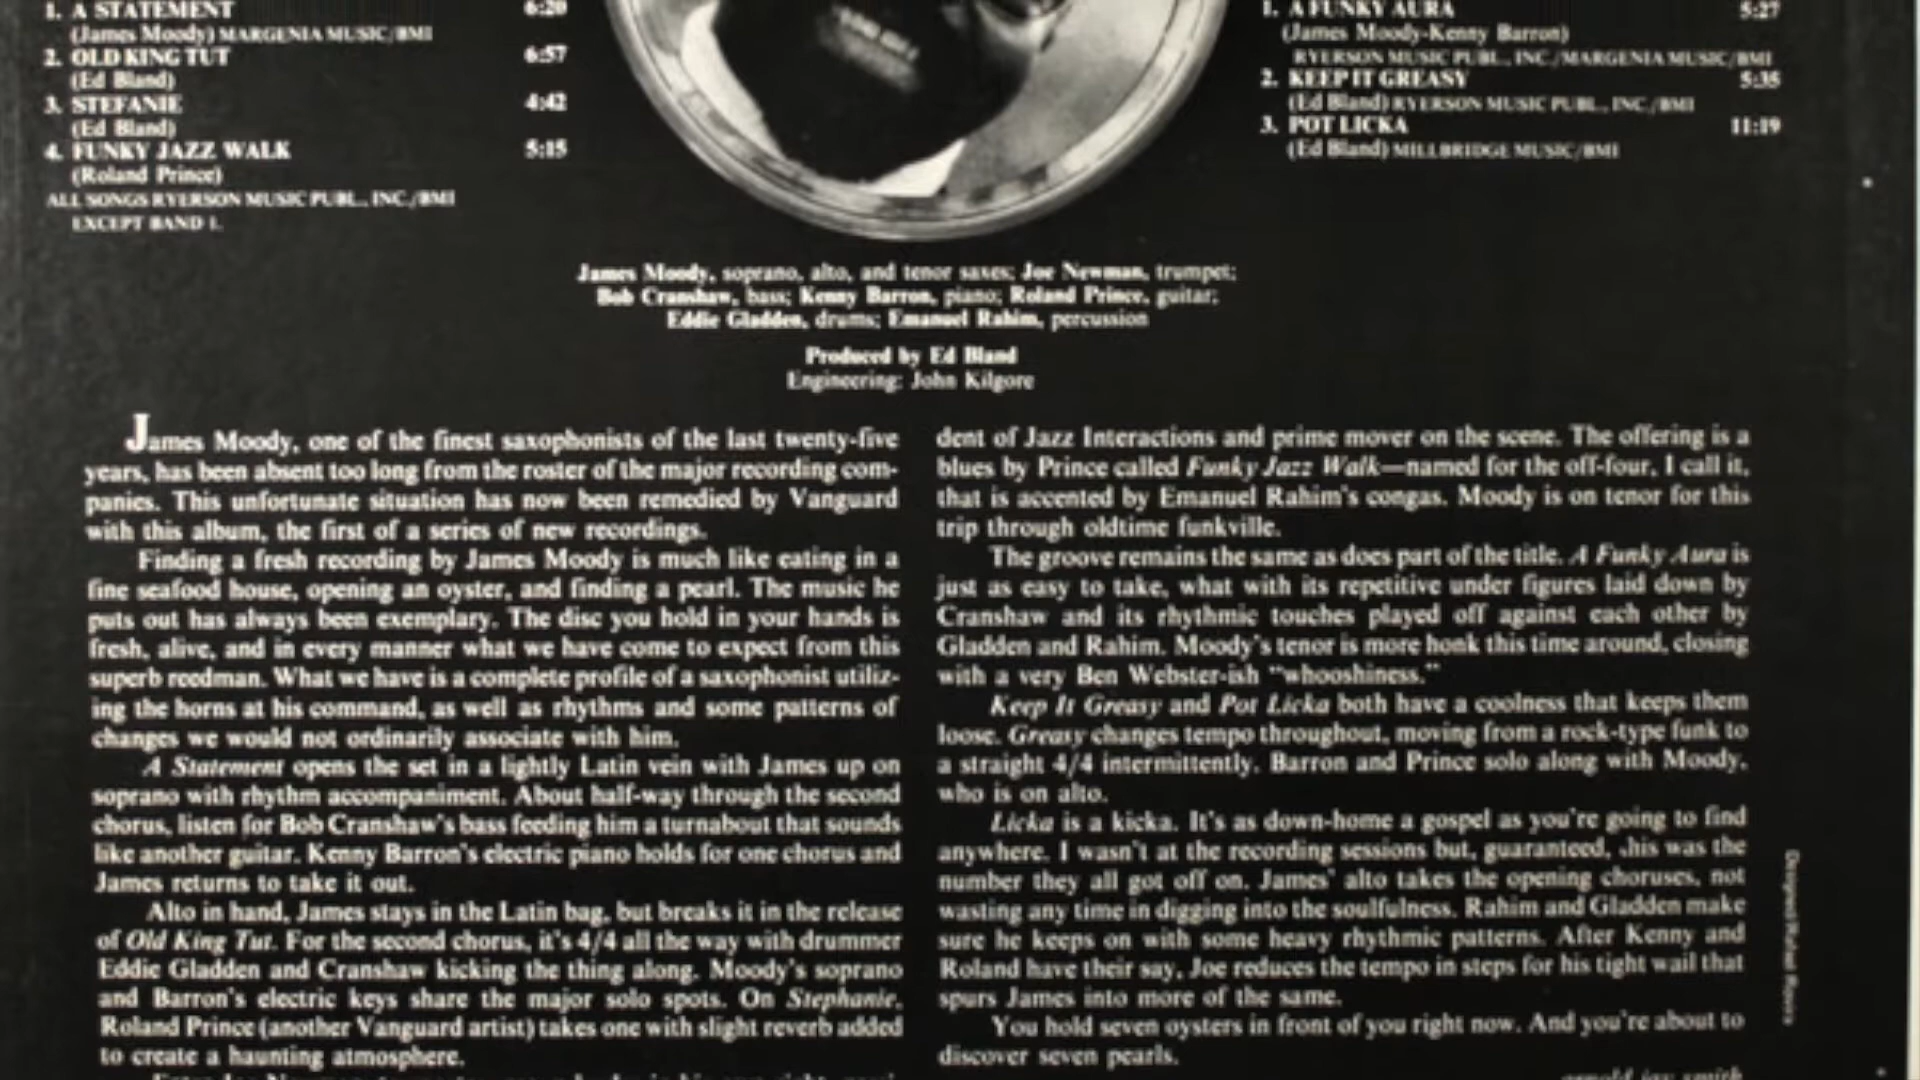 1. A STATEMENT 6:20
(James Moody) MARGENIA MUSIC/BMI
2. OLD KING TUT 6:57
(Ed Bland)
3. STEFANIE 4:42
(Ed Bland)
4. FUNKY JAZZ WALK 5:15
(Roland Prince)
ALL SONGS RYERSON MUSIC PUBL., INC./BMI
EXCEPT BAND 1.
1. A FUNKY AURA 5:27
(James Moody-Kenny Barron)
RYERSON MUSIC PUBL., INC./MARGENIA MUSIC/BMI
2. KEEP IT GREASY 5:35
(Ed Bland) RYERSON MUSIC PUBL., INC./BMI
3. POT LICKA 11:19
(Ed Bland) MILLBRIDGE MUSIC/BMI
James Moody, soprano, alto, and tenor saxes; Joe Newman, trumpet;
Bob Cranshaw, bass; Kenny Barron, piano; Roland Prince, guitar;
Eddie Gladden, drums; Emanuel Rahim, percussion
Produced by Ed Bland
Engineering: John Kilgore
James Moody, one of the finest saxophonists of the last twenty-five
years, has been absent too long from the roster of the major recording com-
panies. This unfortunate situation has now been remedied by Vanguard
with this album, the first of a series of new recordings.
Finding a fresh recording by James Moody is much like eating in a
fine seafood house, opening an oyster, and finding a pearl. The music he
puts out has always been exemplary. The disc you hold in your hands is
fresh, alive, and in every manner what we have come to expect from this
superb reedman. What we have is a complete profile of a saxophonist utiliz-
ing the horns at his command, as well as rhythms and some patterns of
changes we would not ordinarily associate with him.
A Statement opens the set in a lightly Latin vein with James up on
soprano with rhythm accompaniment. About half-way through the second
chorus, listen for Bob Cranshaw's bass feeding him a turnabout that sounds
like another guitar. Kenny Barron's electric piano holds for one chorus and
James returns to take it out.
Alto in hand, James stays in the Latin bag, but breaks it in the release
of Old King Tut. For the second chorus, it's 4/4 all the way with drummer
Eddie Gladden and Cranshaw kicking the thing along. Moody's soprano
and Barron's electric keys share the major solo spots. On Stephanie,
Roland Prince (another Vanguard artist) takes one with slight reverb added
to create a haunting atmosphere.
dent of Jazz Interactions and prime mover on the scene. The offering is a
blues by Prince called Funky Jazz Walk—named for the off-four, I call it,
that is accented by Emanuel Rahim's congas. Moody is on tenor for this
trip through oldtime funkville.
The groove remains the same as does part of the title. A Funky Aura is
just as easy to take, what with its repetitive under figures laid down by
Cranshaw and its rhythmic touches played off against each other by
Gladden and Rahim. Moody's tenor is more honk this time around, closing
with a very Ben Webster-ish "whooshiness."
Keep It Greasy and Pot Licka both have a coolness that keeps them
loose. Greasy changes tempo throughout, moving from a rock-type funk to
a straight 4/4 intermittently. Barron and Prince solo along with Moody,
who is on alto.
Licka is a kicka. It's as down-home a gospel as you're going to find
anywhere. I wasn't at the recording sessions but, guaranteed, this was the
number they all got off on. James' alto takes the opening choruses, not
wasting any time in digging into the soulfulness. Rahim and Gladden make
sure he keeps on with some heavy rhythmic patterns. After Kenny and
Roland have their say, Joe reduces the tempo in steps for his tight wail that
spurs James into more of the same.
You hold seven oysters in front of you right now. And you're about to
discover seven pearls.
arnold jay smith